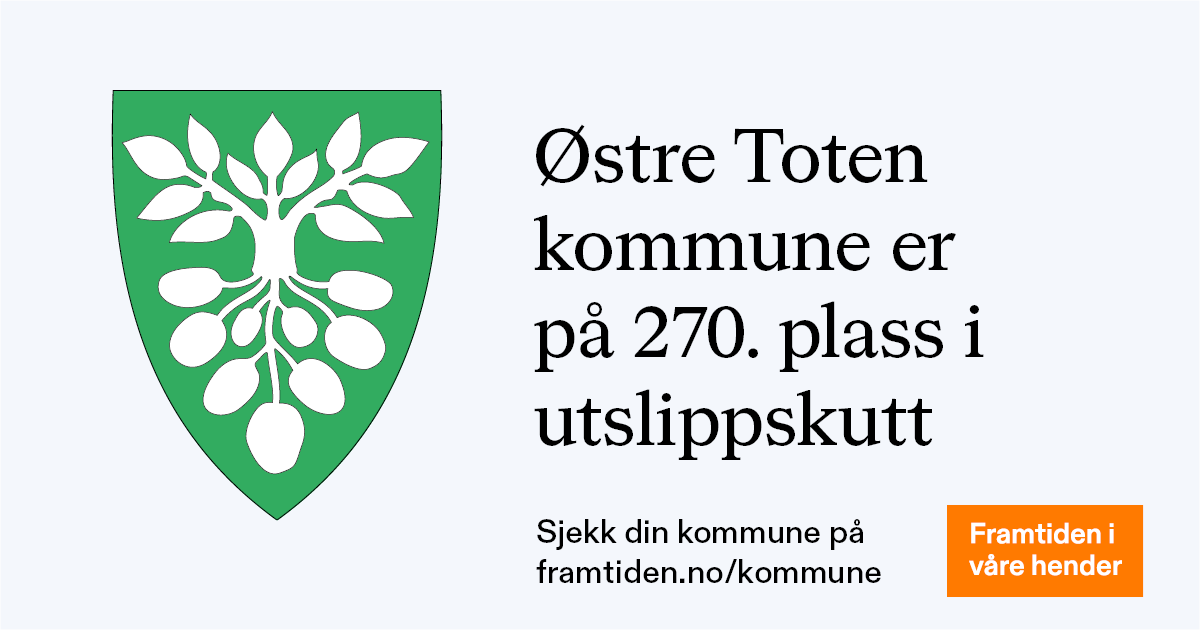 Østre Toten
kommune er
på 270. plass i
utslippskutt
Sjekk din kommune på
framtiden.no/kommune
Framtiden i
våre hender